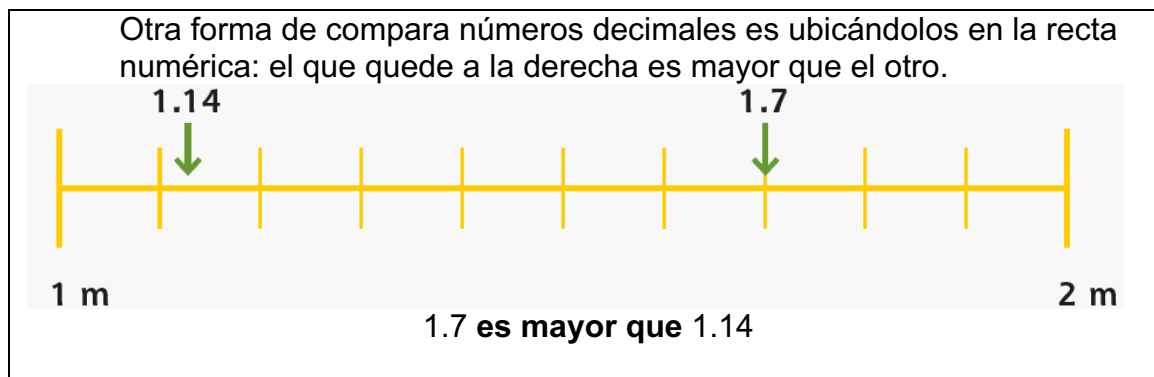 Otra forma de compara números decimales es ubicándolos en la recta
numérica: el que quede a la derecha es mayor que el otro.
1.14 1.7
1 m 2 m
1.7 es mayor que 1.14